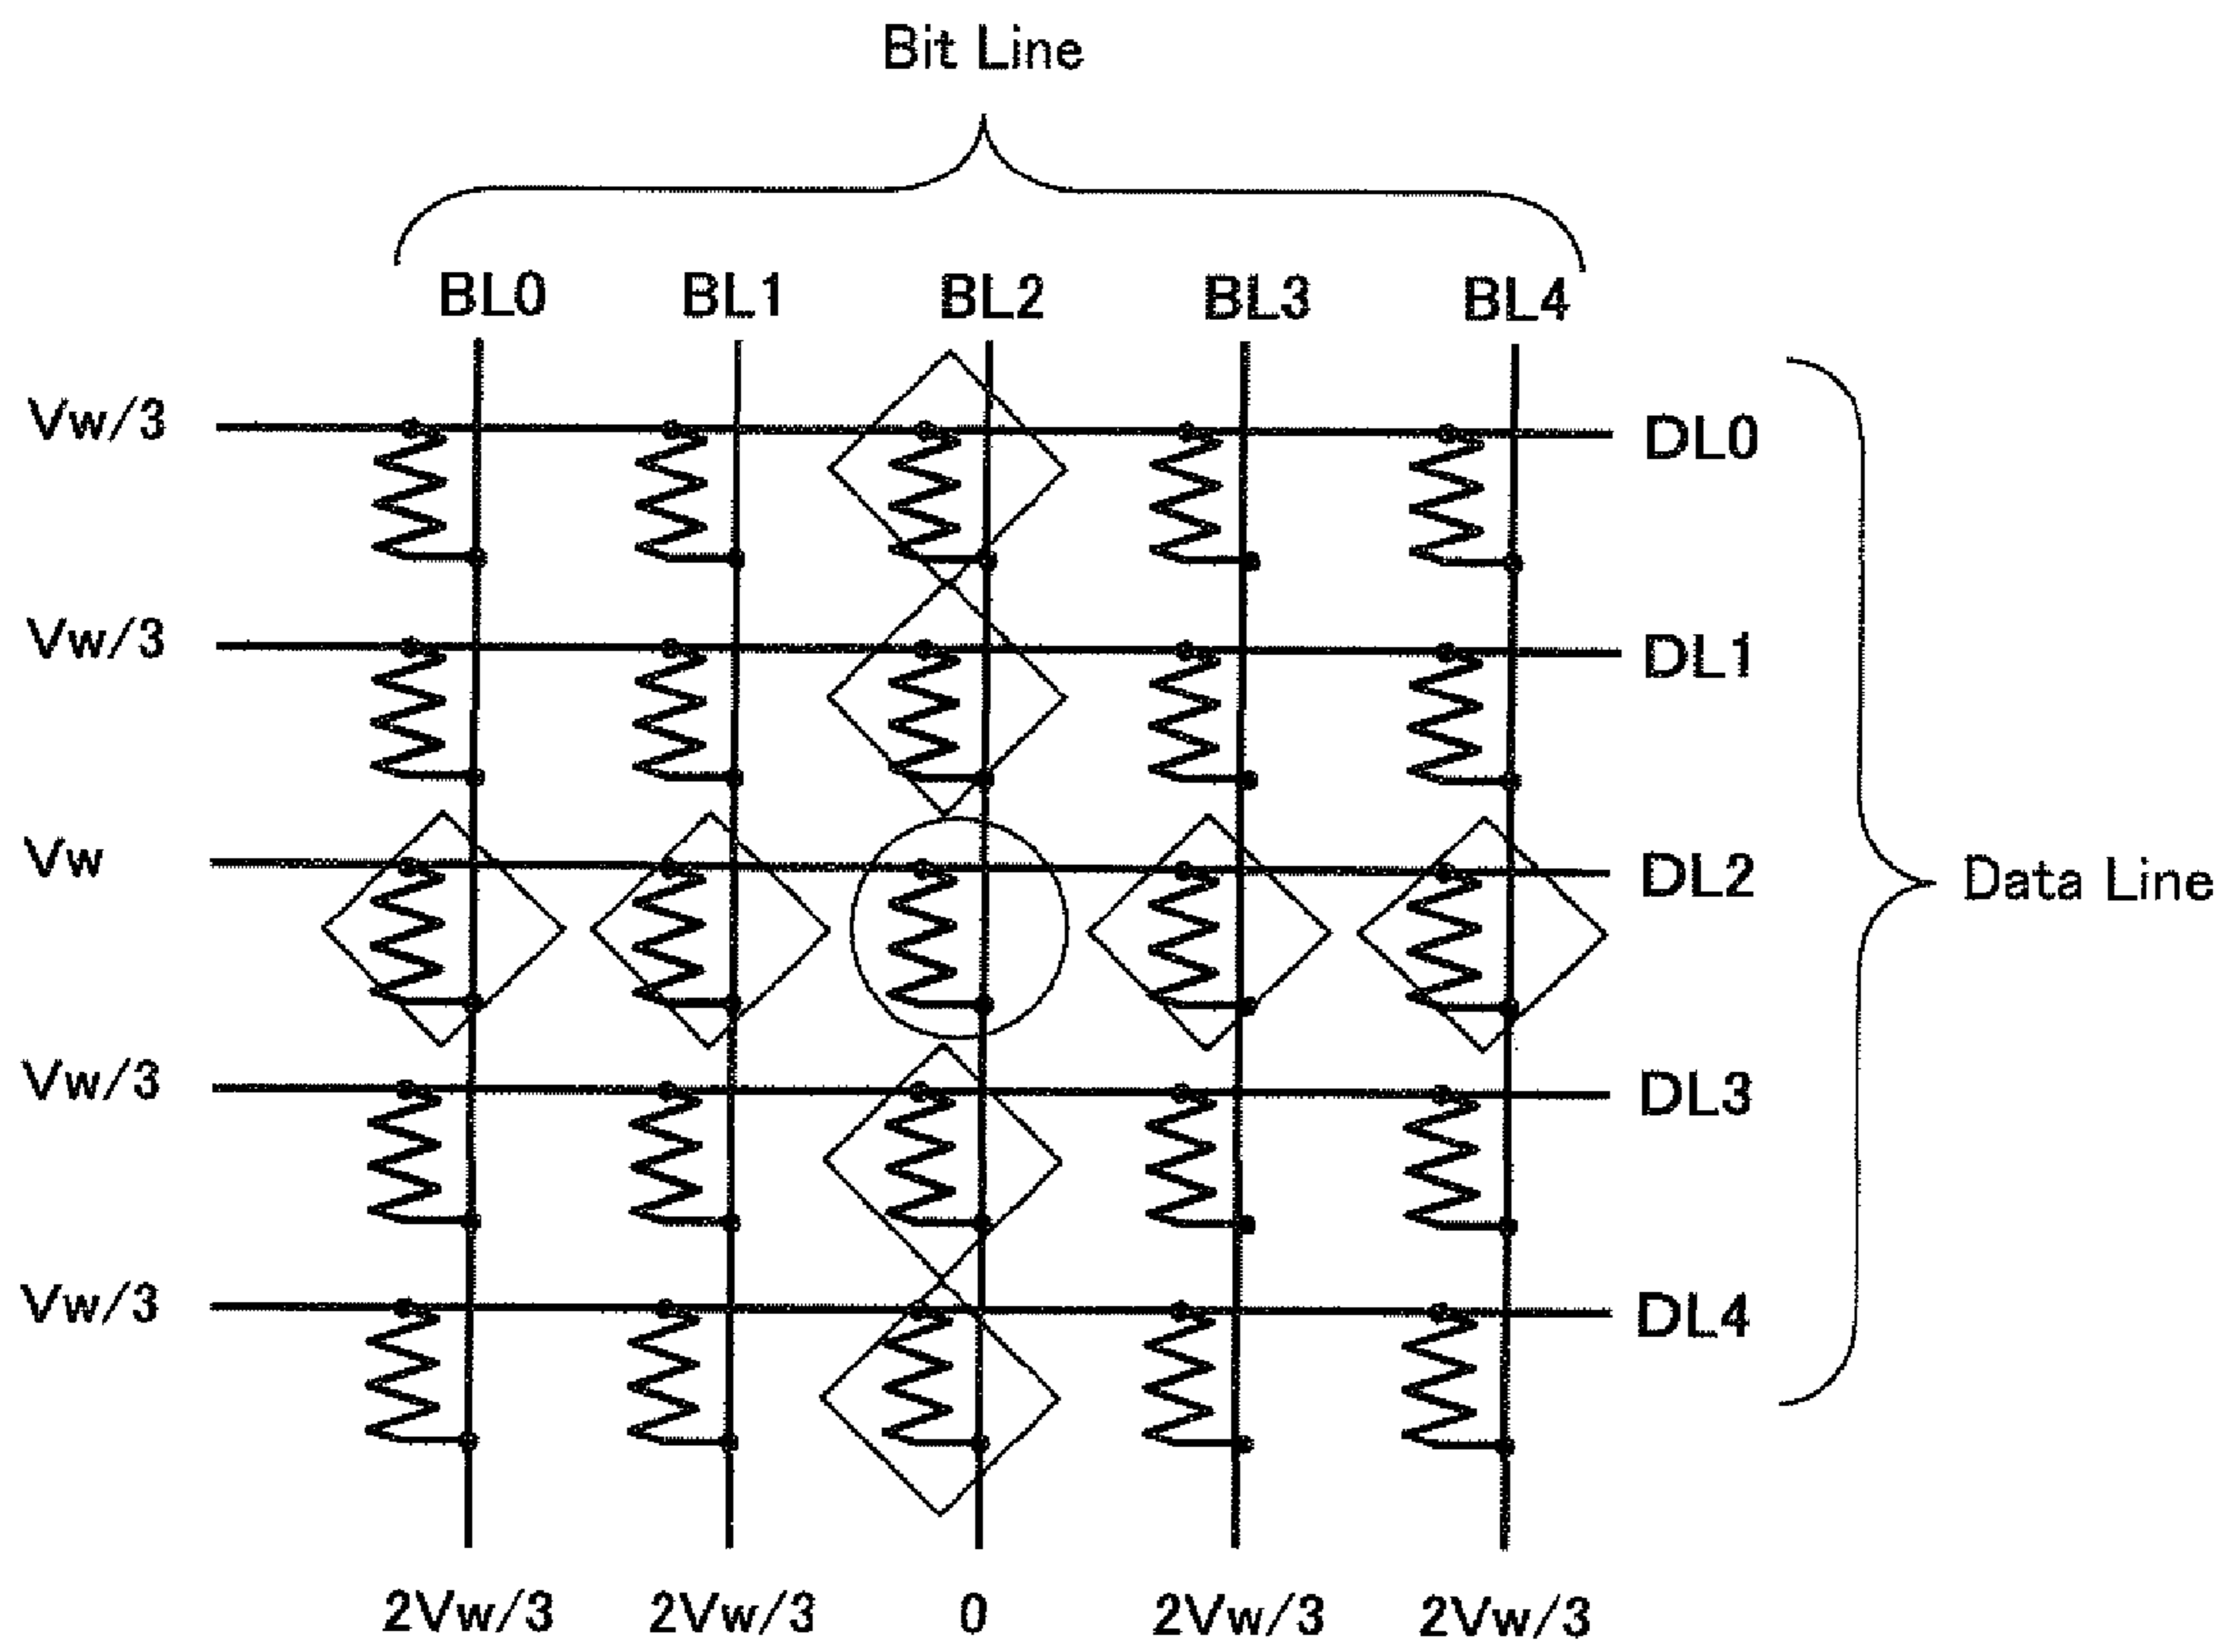 Bit Line
BL0 BL1 BL2 BL3 BL4
Vw/3 DL0
Vw/3 DL1
Vw DL2
Data Line
Vw/3 DL3
Vw/3 DL4
2Vw/3 2Vw/3 0 2Vw/3 2Vw/3